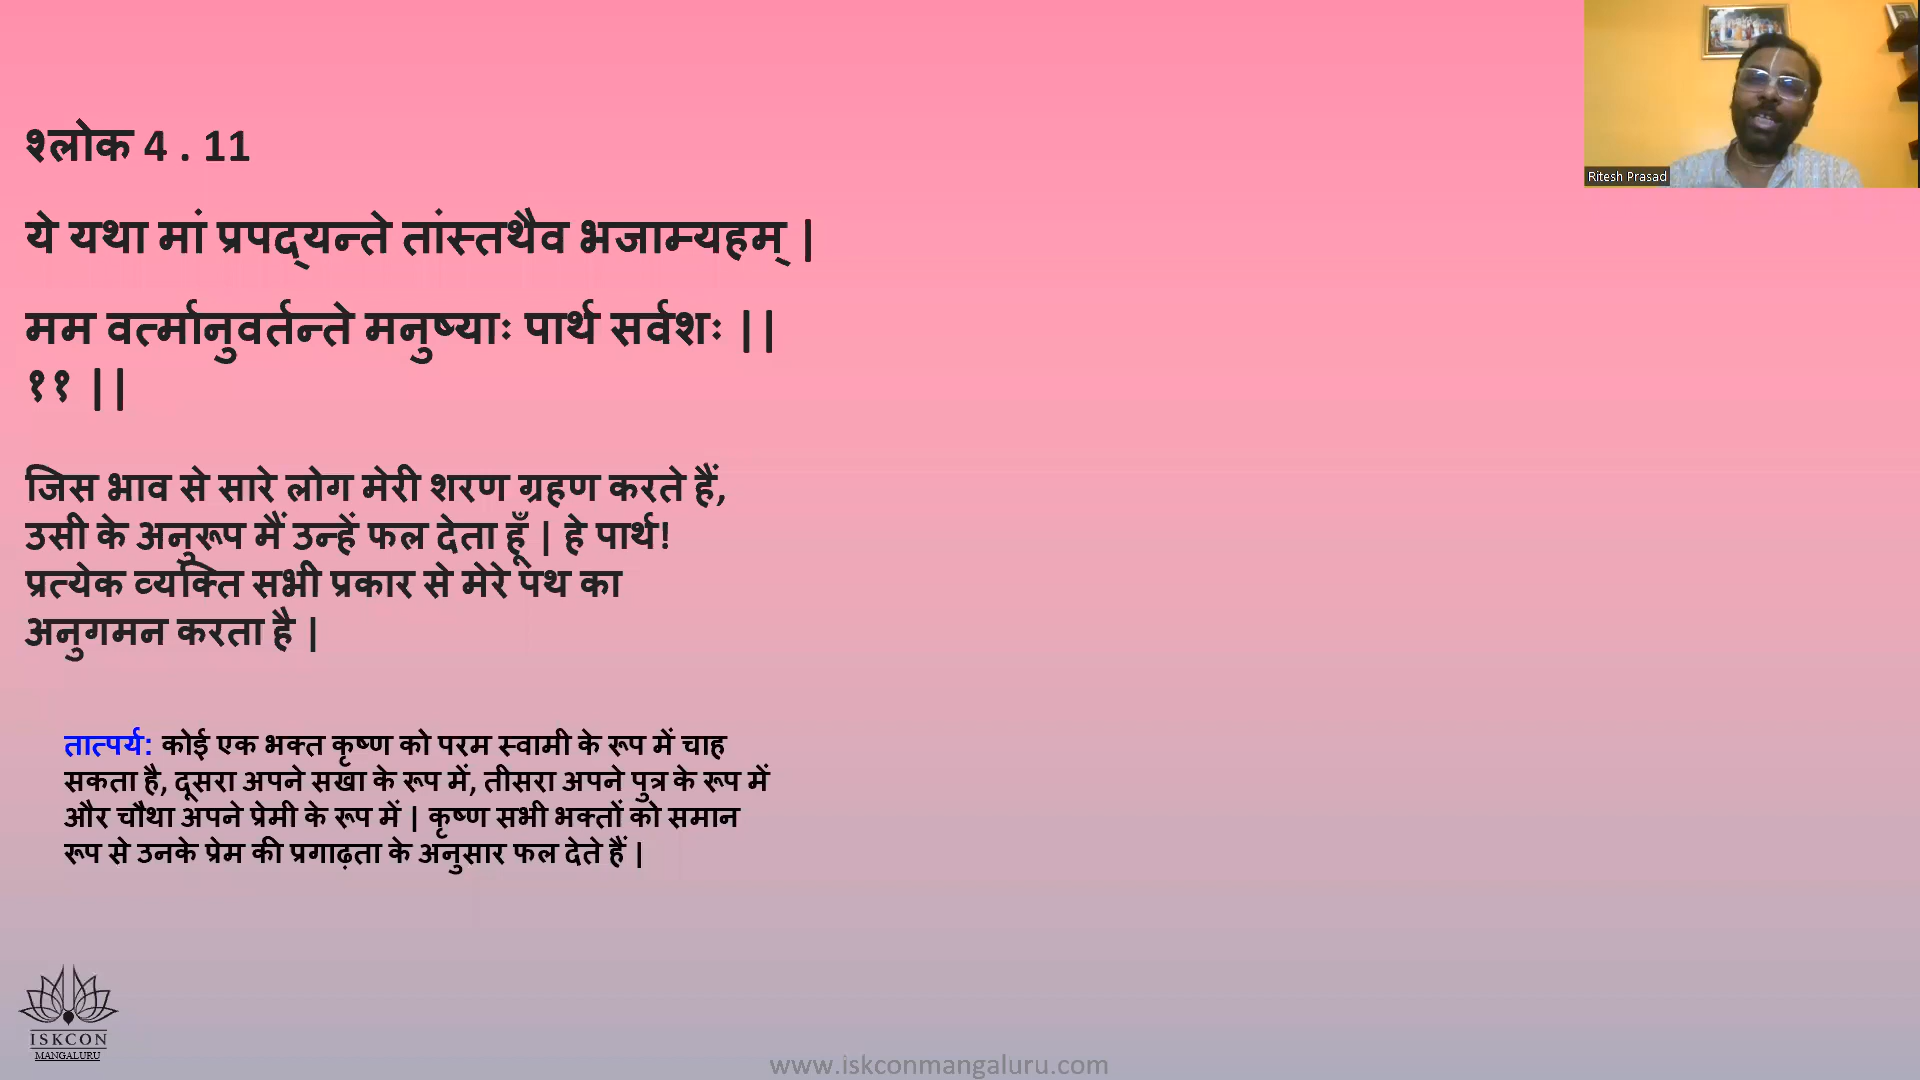 श्लोक 4 . 11
ये यथा मां प्रपद्यन्ते तांस्तथैव भजाम्यहम् |
मम वर्त्मानुवर्तन्ते मनुष्याः पार्थ सर्वशः ||
११ ||
जिस भाव से सारे लोग मेरी शरण ग्रहण करते हैं,
उसी के अनुरूप मैं उन्हें फल देता हूँ | हे पार्थ!
प्रत्येक व्यक्ति सभी प्रकार से मेरे पथ का
अनुगमन करता है |
तात्पर्य: कोई एक भक्त कृष्ण को परम स्वामी के रूप में चाह
सकता है, दूसरा अपने सखा के रूप में, तीसरा अपने पुत्र के रूप में
और चौथा अपने प्रेमी के रूप में | कृष्ण सभी भक्तों को समान
रूप से उनके प्रेम की प्रगाढ़ता के अनुसार फल देते हैं |
Ritesh Prasad
ISKCON
MANGALURU
www.iskconmangaluru.com